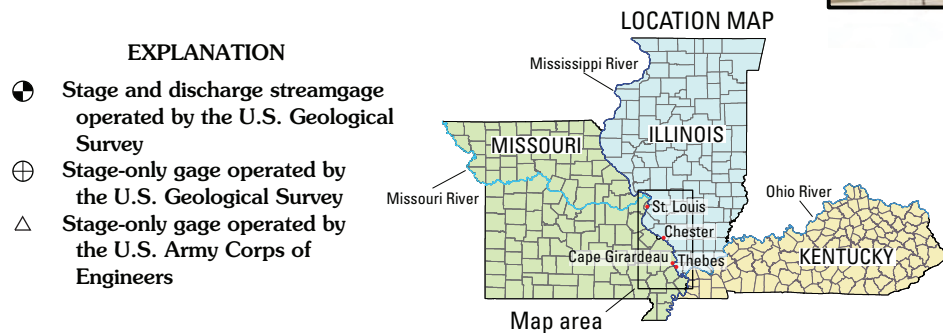 EXPLANATION
Stage and discharge streamgage
operated by the U.S. Geological
Survey
Stage-only gage operated by
the U.S. Geological Survey
Stage-only gage operated by
the U.S. Army Corps of
Engineers
LOCATION MAP
Mississippi River
ILLINOIS
MISSOURI
Missouri River
Ohio River
St. Louis
Chester
Cape Girardeau
Thebes
KENTUCKY
Map area